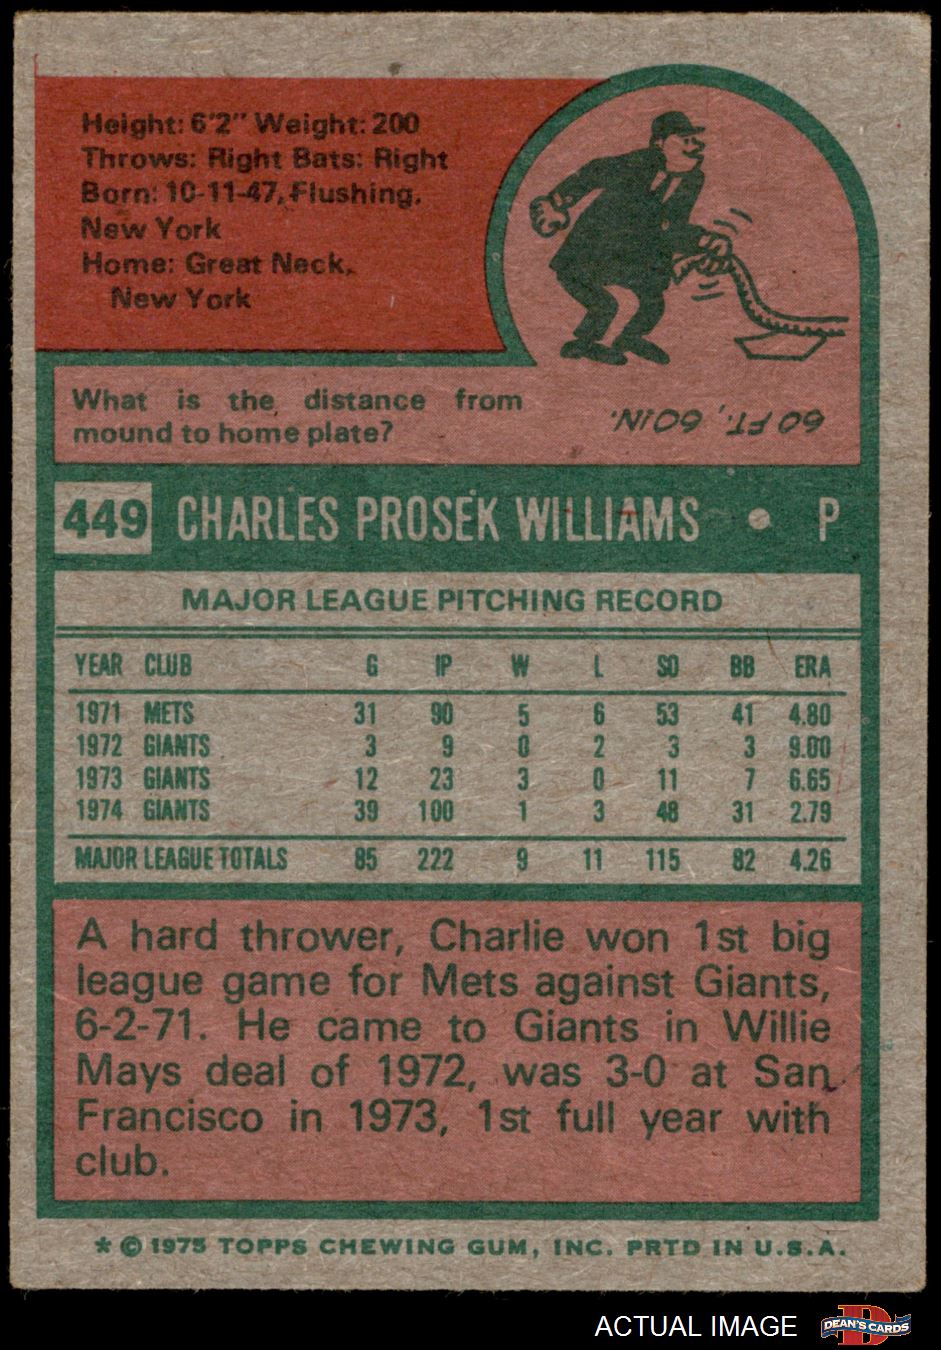 Height: 6'2" Weight: 200
Throws: Right Bats: Right
Born: 10-11-47, Flushing,
New York
Home: Great Neck,
New York
What is the distance from
mound to home plate?
60 FT., 60 IN.
449 CHARLES PROSEK WILLIAMS • P
MAJOR LEAGUE PITCHING RECORD
YEAR CLUB G IP W L SO BB ERA
1971 METS 31 90 5 6 53 41 4.80
1972 GIANTS 3 9 0 2 3 3 9.00
1973 GIANTS 12 23 3 0 11 7 6.65
1974 GIANTS 39 100 1 3 48 31 2.79
MAJOR LEAGUE TOTALS 85 222 9 11 115 82 4.26
A hard thrower, Charlie won 1st big
league game for Mets against Giants,
6-2-71. He came to Giants in Willie
Mays deal of 1972, was 3-0 at San
Francisco in 1973, 1st full year with
club.
* © 1975 TOPPS CHEWING GUM, INC. PRTD IN U.S.A.
ACTUAL IMAGE
D
DEAN'S CARDS